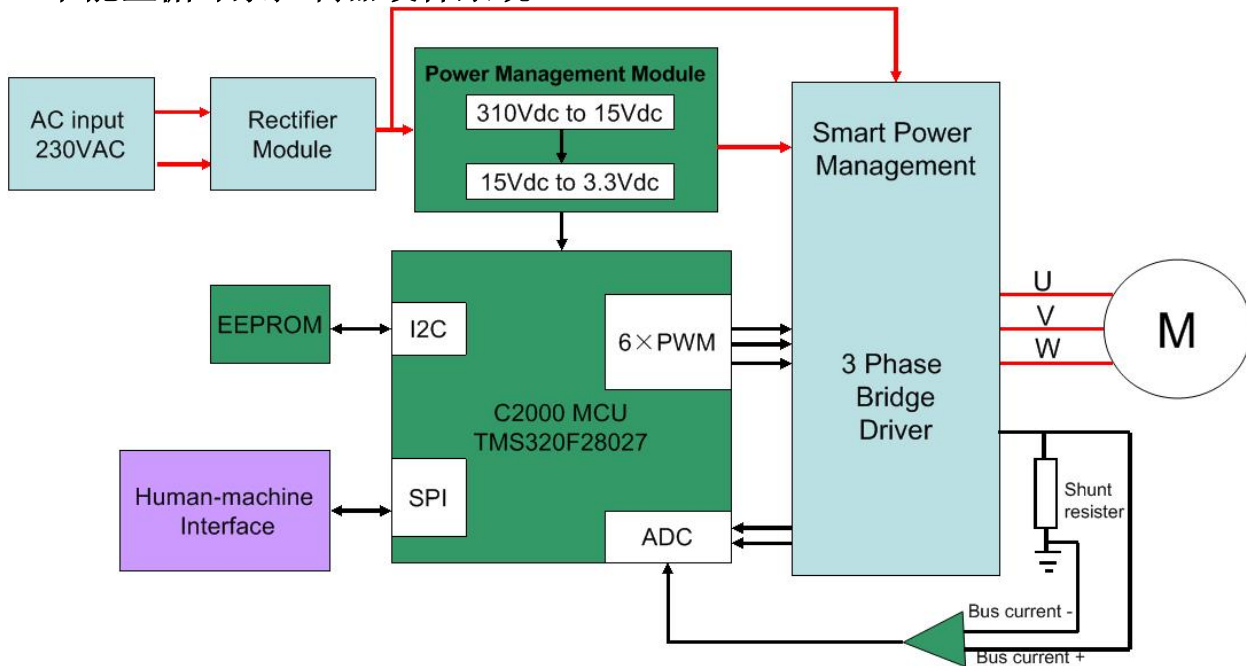 AC input
230VAC
Rectifier
Module
Power Management Module
310Vdc to 15Vdc
15Vdc to 3.3Vdc
Smart Power
Management
3 Phase
Bridge
Driver
U
V
W
M
EEPROM
I2C
6×PWM
C2000 MCU
TMS320F28027
Human-machine
Interface
SPI
ADC
Shunt
resister
Bus current -
Bus current +